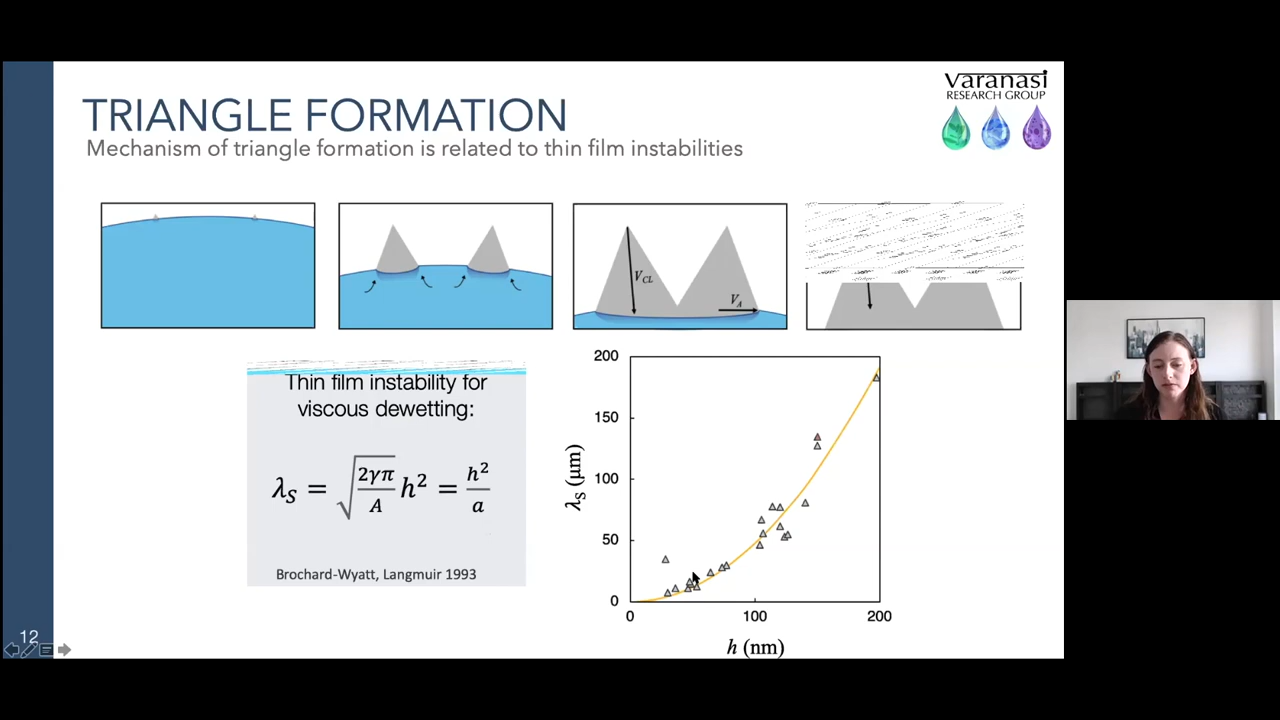 varanasi
RESEARCH GROUP
TRIANGLE FORMATION
Mechanism of triangle formation is related to thin film instabilities
V_CL
V_A
Thin film instability for
viscous dewetting:
λ_S = √(2γπ/A) h² = h²/a
Brochard-Wyatt, Langmuir 1993
200
150
100
50
0
λ_S (μm)
0 100 200
h (nm)
12